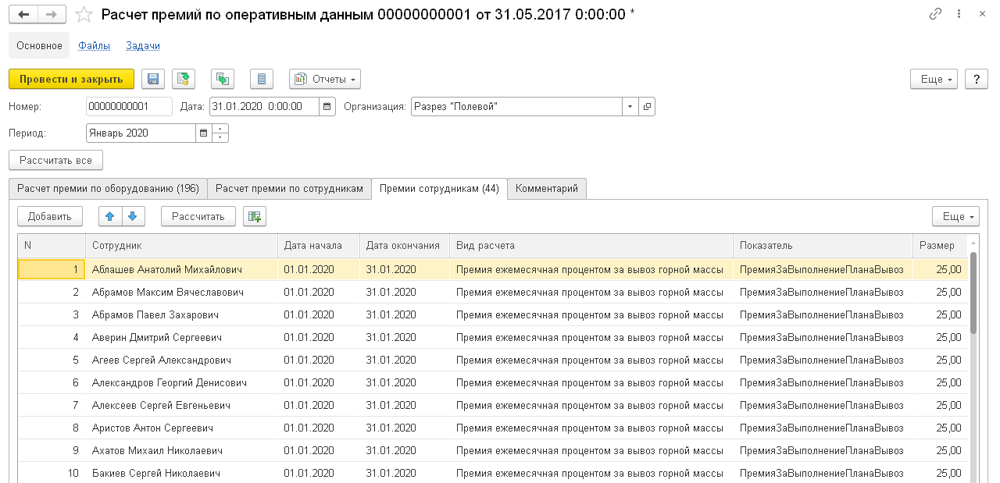 Расчет премий по оперативным данным 00000000001 от 31.05.2017 0:00:00 *
Основное Файлы Задачи
Провести и закрыть Отчеты Еще ?
Номер: 00000000001 Дата: 31.01.2020 0:00:00 Организация: Разрез "Полевой"
Период: Январь 2020
Рассчитать все
Расчет премии по оборудованию (196) Расчет премии по сотрудникам Премии сотрудникам (44) Комментарий
Добавить Рассчитать Еще
N Сотрудник Дата начала Дата окончания Вид расчета Показатель Размер
1 Аблашев Анатолий Михайлович 01.01.2020 31.01.2020 Премия ежемесячная процентом за вывоз горной массы ПремияЗаВыполнениеПланаВывоз 25,00
2 Абрамов Максим Вячеславович 01.01.2020 31.01.2020 Премия ежемесячная процентом за вывоз горной массы ПремияЗаВыполнениеПланаВывоз 25,00
3 Абрамов Павел Захарович 01.01.2020 31.01.2020 Премия ежемесячная процентом за вывоз горной массы ПремияЗаВыполнениеПланаВывоз 25,00
4 Аверин Дмитрий Сергеевич 01.01.2020 31.01.2020 Премия ежемесячная процентом за вывоз горной массы ПремияЗаВыполнениеПланаВывоз 25,00
5 Агеев Сергей Александрович 01.01.2020 31.01.2020 Премия ежемесячная процентом за вывоз горной массы ПремияЗаВыполнениеПланаВывоз 25,00
6 Александров Георгий Денисович 01.01.2020 31.01.2020 Премия ежемесячная процентом за вывоз горной массы ПремияЗаВыполнениеПланаВывоз 25,00
7 Алексеев Сергей Евгеньевич 01.01.2020 31.01.2020 Премия ежемесячная процентом за вывоз горной массы ПремияЗаВыполнениеПланаВывоз 25,00
8 Аристов Антон Сергеевич 01.01.2020 31.01.2020 Премия ежемесячная процентом за вывоз горной массы ПремияЗаВыполнениеПланаВывоз 25,00
9 Ахатов Михаил Николаевич 01.01.2020 31.01.2020 Премия ежемесячная процентом за вывоз горной массы ПремияЗаВыполнениеПланаВывоз 25,00
10 Бакиев Сергей Николаевич 01.01.2020 31.01.2020 Премия ежемесячная процентом за вывоз горной массы ПремияЗаВыполнениеПланаВывоз 25,00